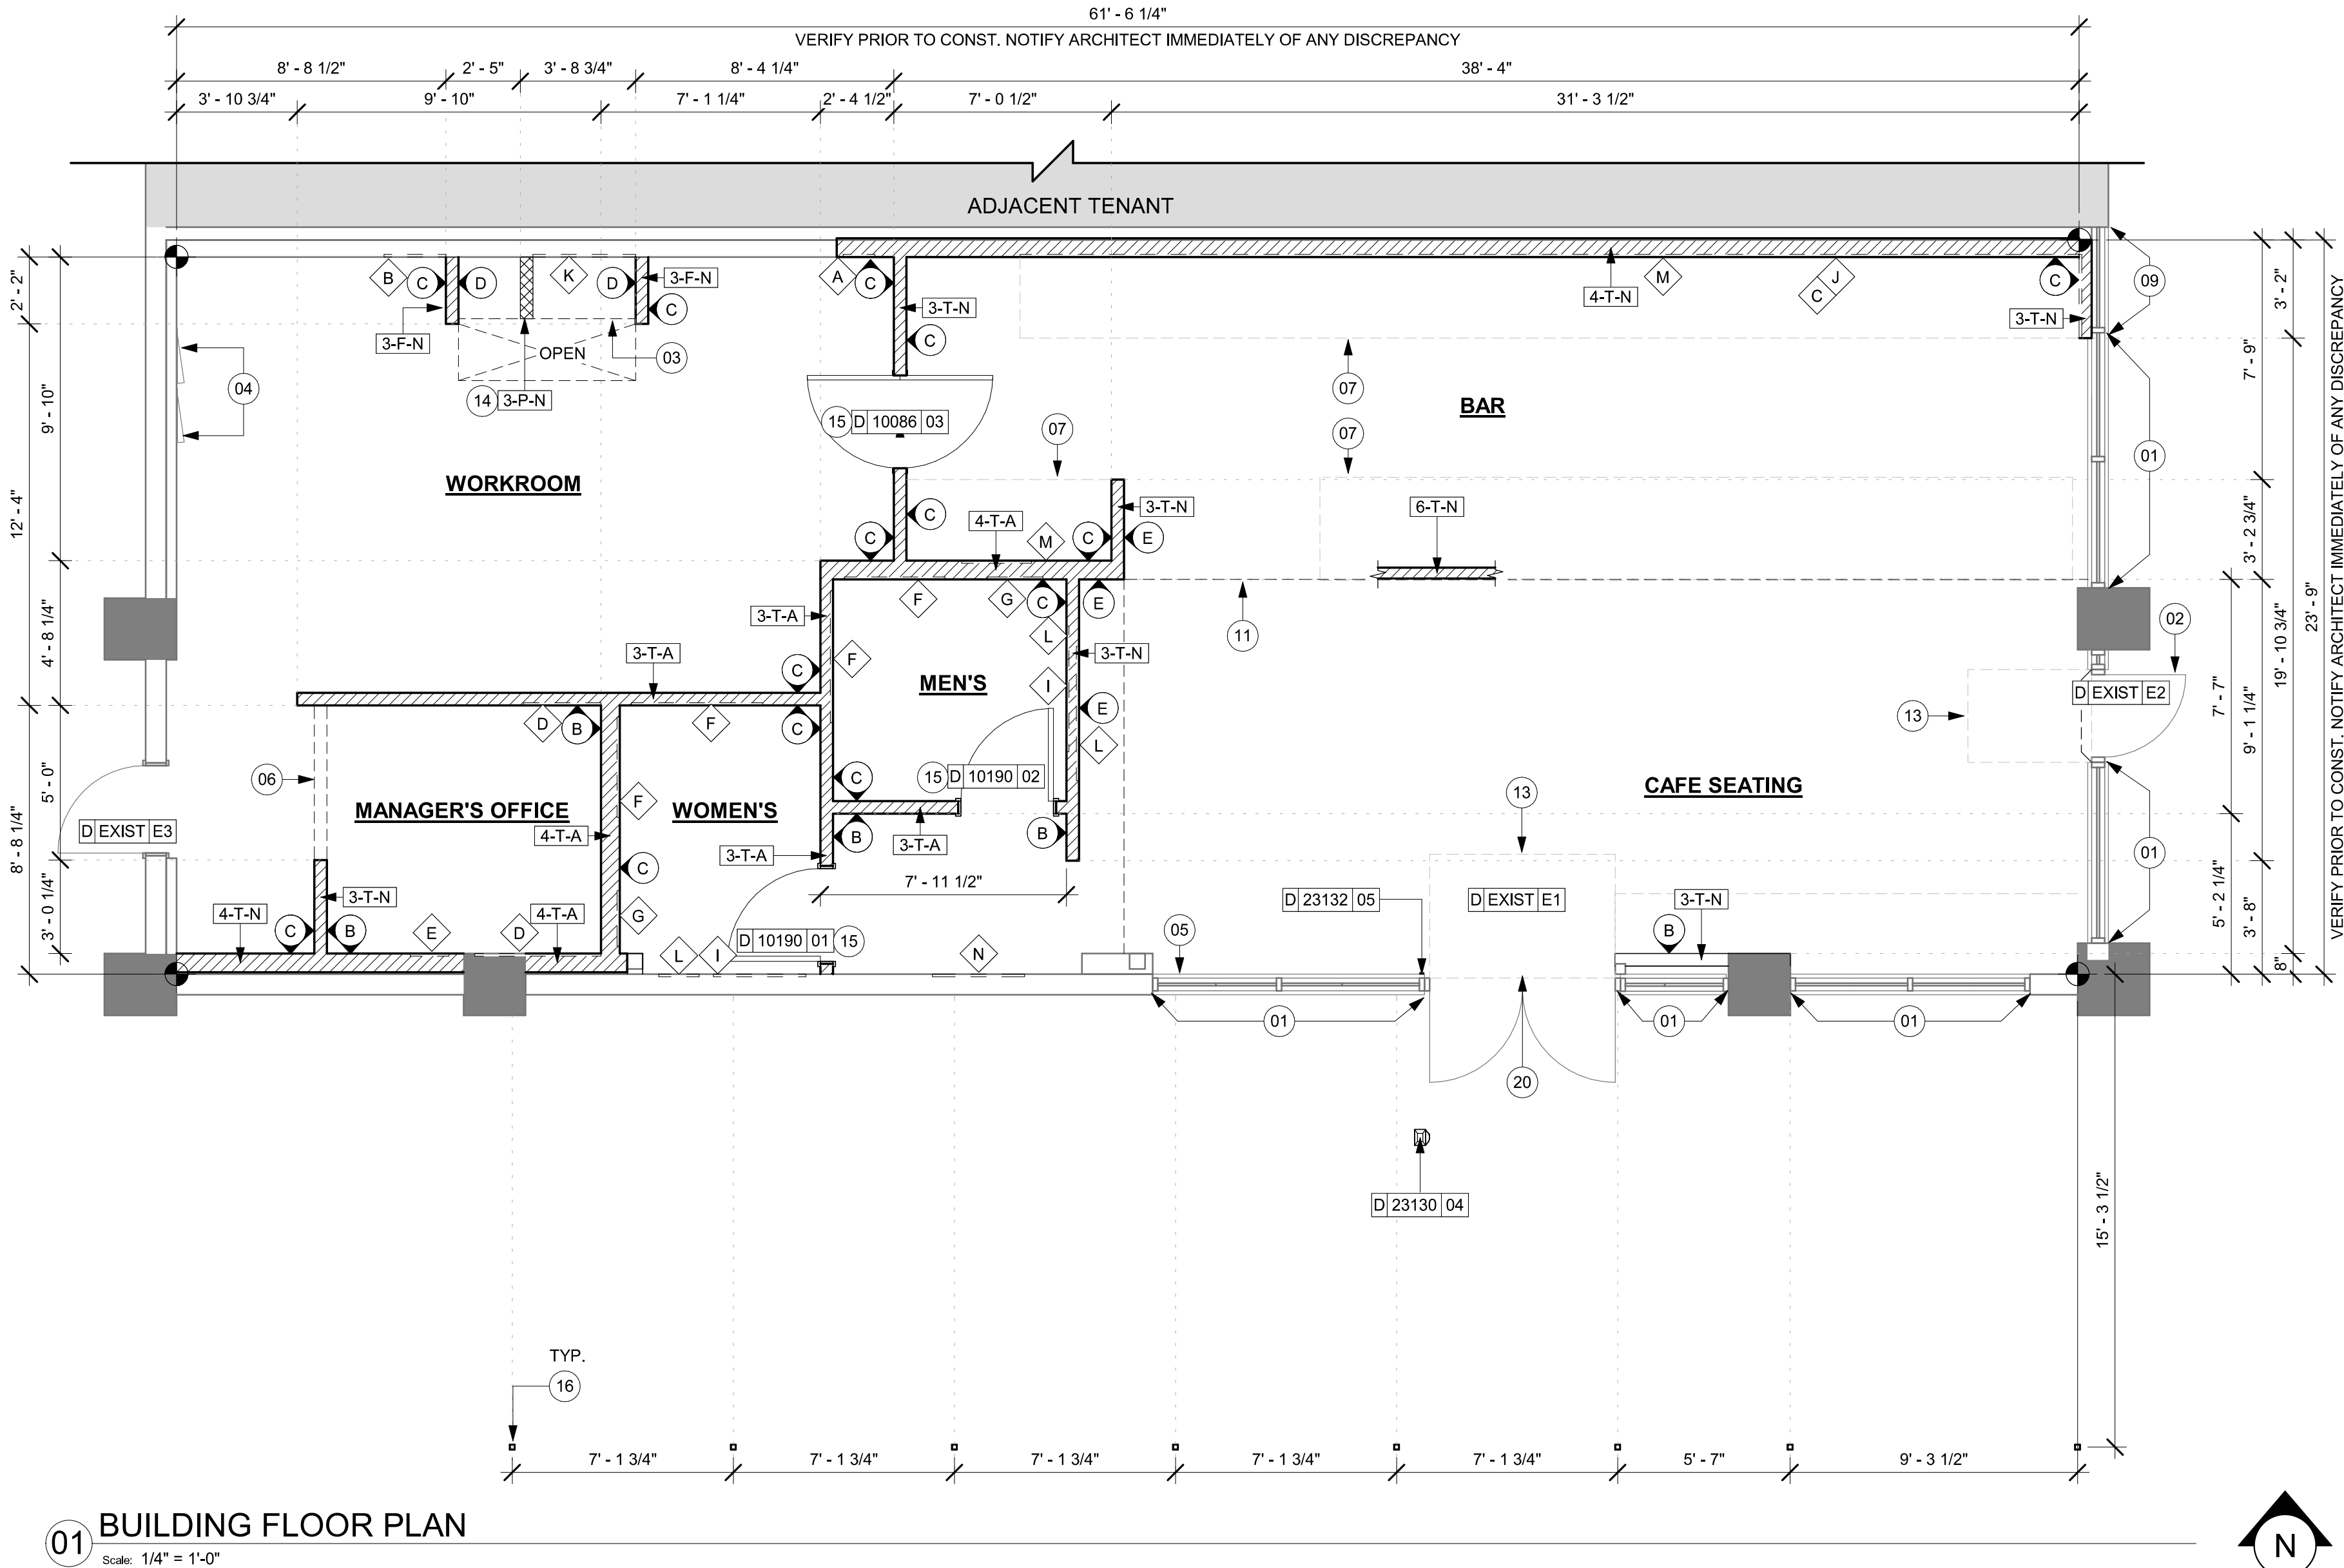 61' - 6 1/4"
VERIFY PRIOR TO CONST. NOTIFY ARCHITECT IMMEDIATELY OF ANY DISCREPANCY
8' - 8 1/2" 2' - 5" 3' - 8 3/4" 8' - 4 1/4" 38' - 4"
3' - 10 3/4" 9' - 10" 7' - 1 1/4" 2' - 4 1/2" 7' - 0 1/2" 31' - 3 1/2"
ADJACENT TENANT
B C D K D 3-F-N A C M J C C 09
3-T-N 4-T-N 3-T-N
C
3-F-N OPEN 03 C
04 07
14 3-P-N BAR
15 D 10086 03 07 07
01
WORKROOM
3-T-N 6-T-N
C 4-T-A
C M C E
F G C E
3-T-A L 11 02
3-T-A F 3-T-N
C MEN'S I
D EXIST E2
D B F C E 13
L
06 C 15 D 10190 02
MANAGER'S OFFICE F WOMEN'S 13 CAFE SEATING
D EXIST E3 4-T-A B 3-T-A B
3-T-A 01
C 7' - 11 1/2"
3-T-N D 23132 05 D EXIST E1 3-T-N
4-T-N 4-T-A G
C B E D D 10190 01 15 05 B
L I N
01 01 01
20
D 23130 04
TYP.
16
7' - 1 3/4" 7' - 1 3/4" 7' - 1 3/4" 7' - 1 3/4" 7' - 1 3/4" 5' - 7" 9' - 3 1/2"
2' - 2"
9' - 10"
12' - 4"
4' - 8 1/4"
5' - 0"
8' - 8 1/4"
3' - 0 1/4"
3' - 2"
7' - 9"
3' - 2 3/4"
23' - 9"
19' - 10 3/4"
7' - 7"
9' - 1 1/4"
5' - 2 1/4"
3' - 8"
8"
15' - 3 1/2"
VERIFY PRIOR TO CONST. NOTIFY ARCHITECT IMMEDIATELY OF ANY DISCREPANCY
01 BUILDING FLOOR PLAN
Scale: 1/4" = 1'-0"
N